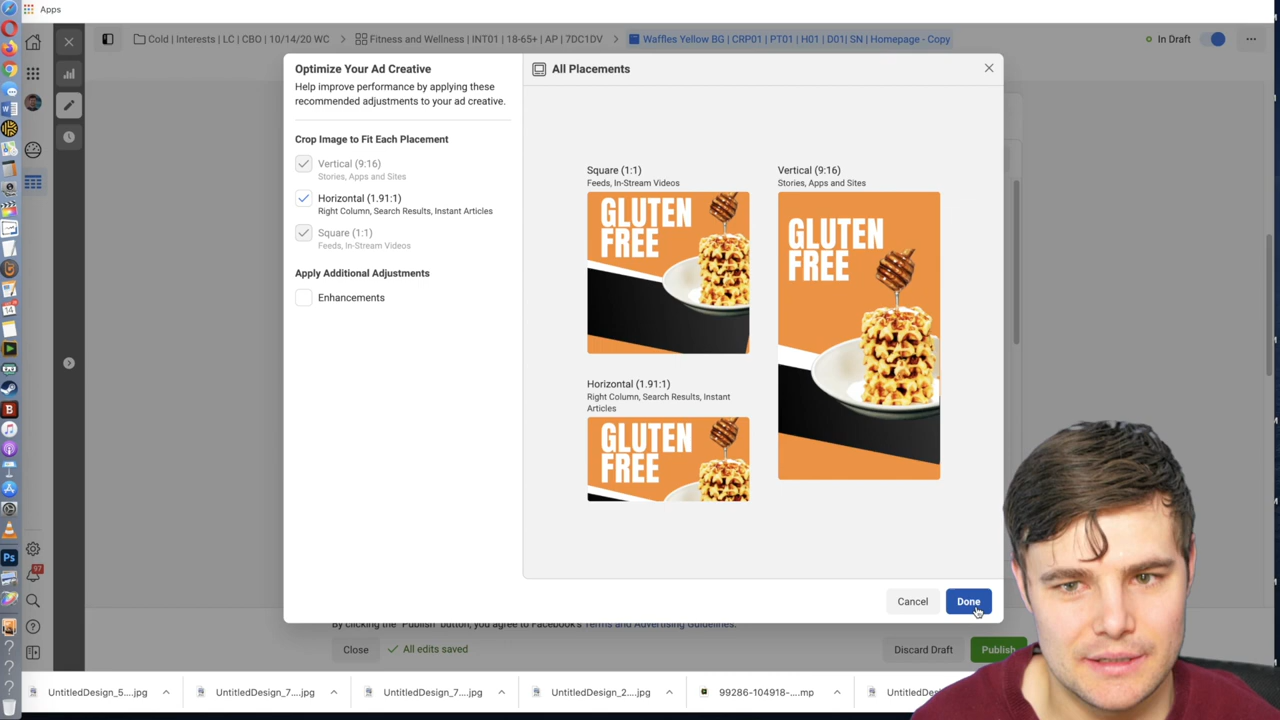 Apps
Cold | Interests | LC | CBO | 10/14/20 WC
Fitness and Wellness | INT01 | 18-65+ | AP | 7DC1DV
Waffles Yellow BG | CRP01 | PT01 | H01 | D01| SN | Homepage - Copy
In Draft
Optimize Your Ad Creative
Help improve performance by applying these
recommended adjustments to your ad creative.
Crop Image to Fit Each Placement
Vertical (9:16)
Stories, Apps and Sites
Horizontal (1.91:1)
Right Column, Search Results, Instant Articles
Square (1:1)
Feeds, In-Stream Videos
Apply Additional Adjustments
Enhancements
All Placements
Square (1:1)
Feeds, In-Stream Videos
GLUTEN
FREE
Horizontal (1.91:1)
Right Column, Search Results, Instant
Articles
GLUTEN
FREE
Vertical (9:16)
Stories, Apps and Sites
GLUTEN
FREE
Cancel
Done
By clicking the "Publish" button, you agree to Facebook's Terms and Advertising Guidelines.
Close
All edits saved
Discard Draft
Publish
97
14
Ps
UntitledDesign_5....jpg
UntitledDesign_7....jpg
UntitledDesign_7....jpg
UntitledDesign_2....jpg
99286-104918-....mp